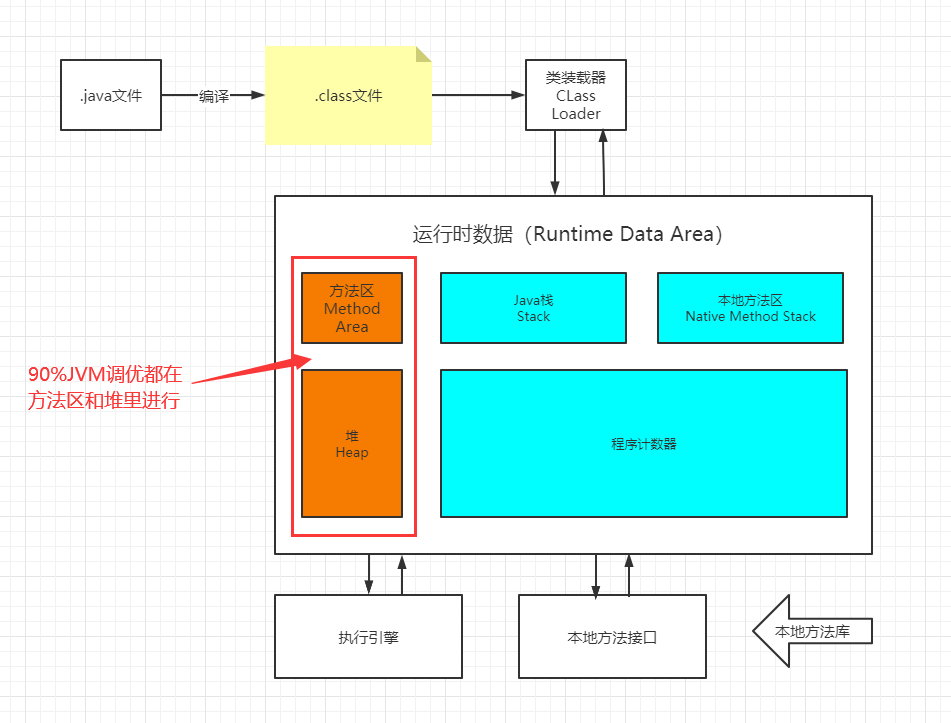 .java文件
编译
.class文件
类装载器
CLass
Loader
运行时数据（Runtime Data Area）
方法区
Method
Area
Java栈
Stack
本地方法区
Native Method Stack
90%JVM调优都在
方法区和堆里进行
堆
Heap
程序计数器
执行引擎
本地方法接口
本地方法库